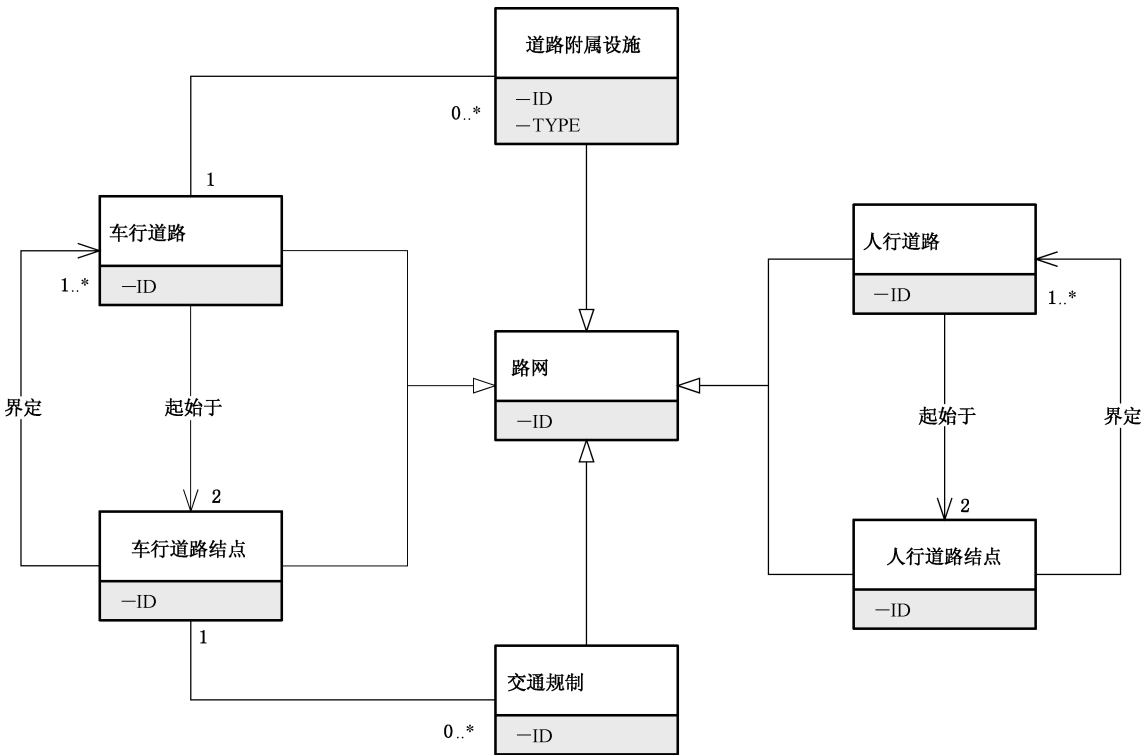 道路附属设施
—ID
—TYPE
0..*
1
车行道路
—ID
1..*
人行道路
—ID
1..*
路网
—ID
界定
起始于
起始于
界定
2
车行道路结点
—ID
1
2
人行道路结点
—ID
交通规制
—ID
0..*